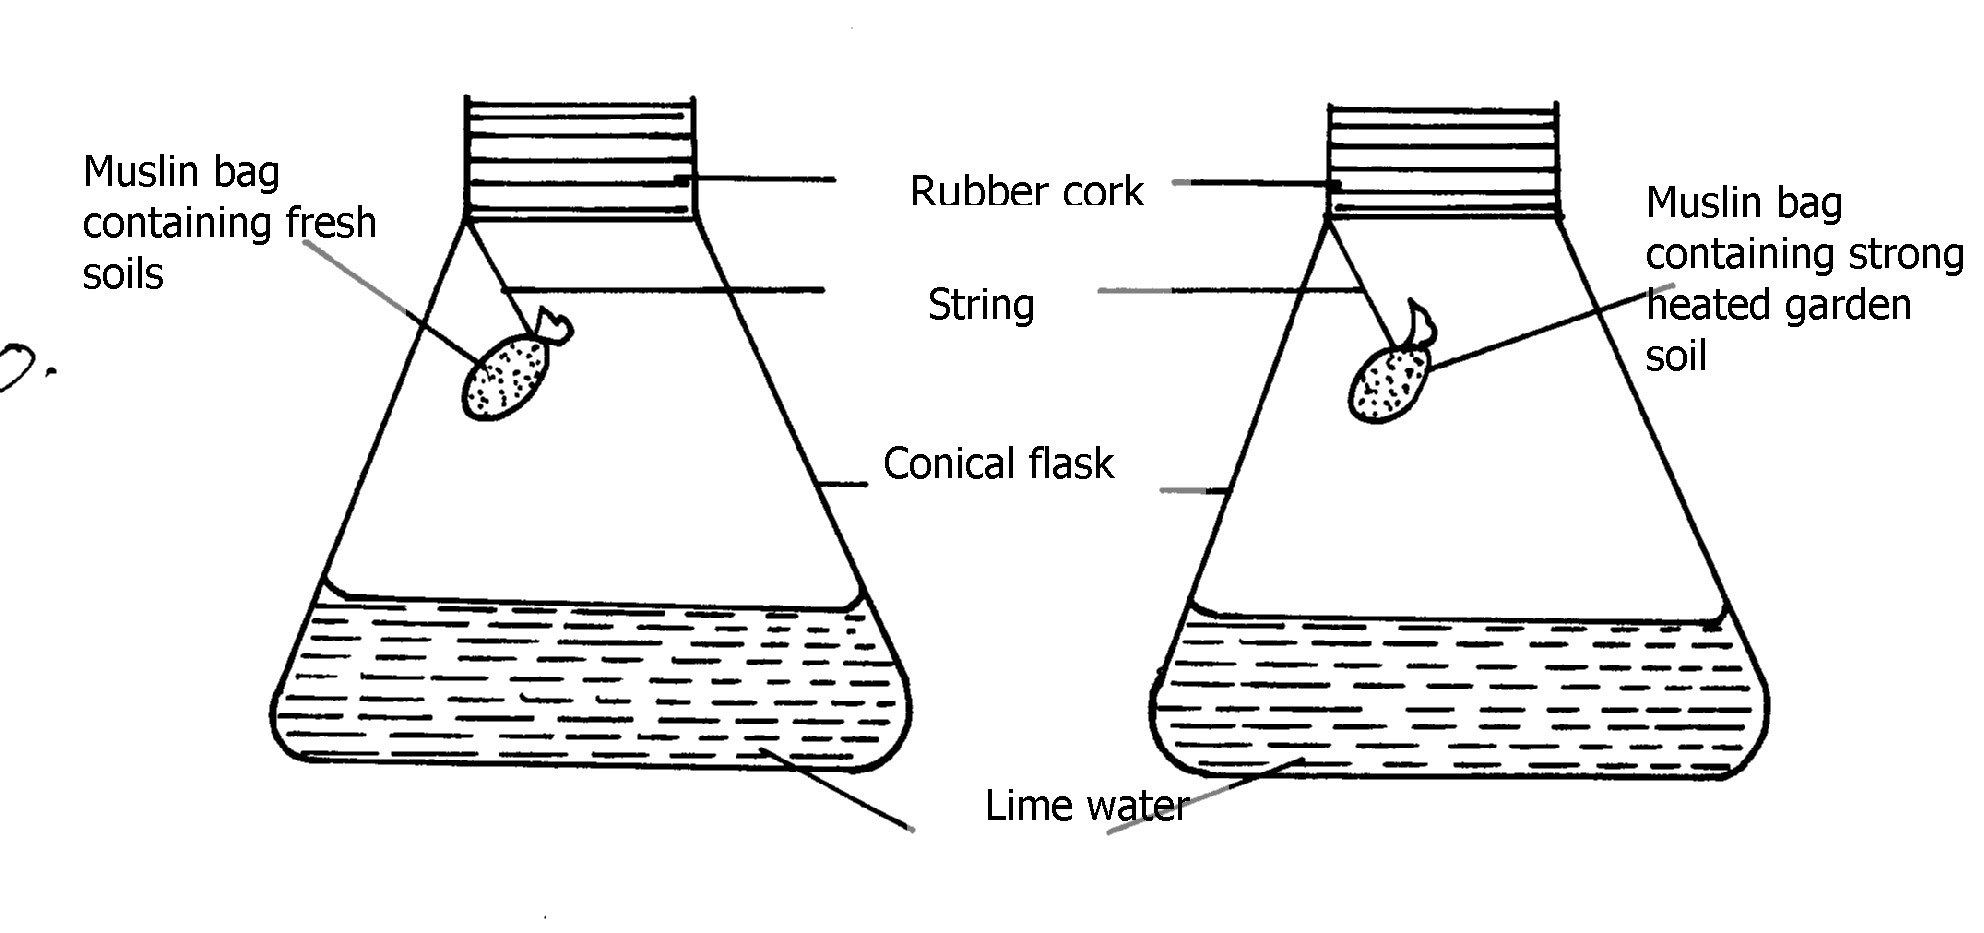 Muslin bag
containing fresh
soils
Rubber cork
Muslin bag
containing strong
heated garden
soil
String
Conical flask
Lime water